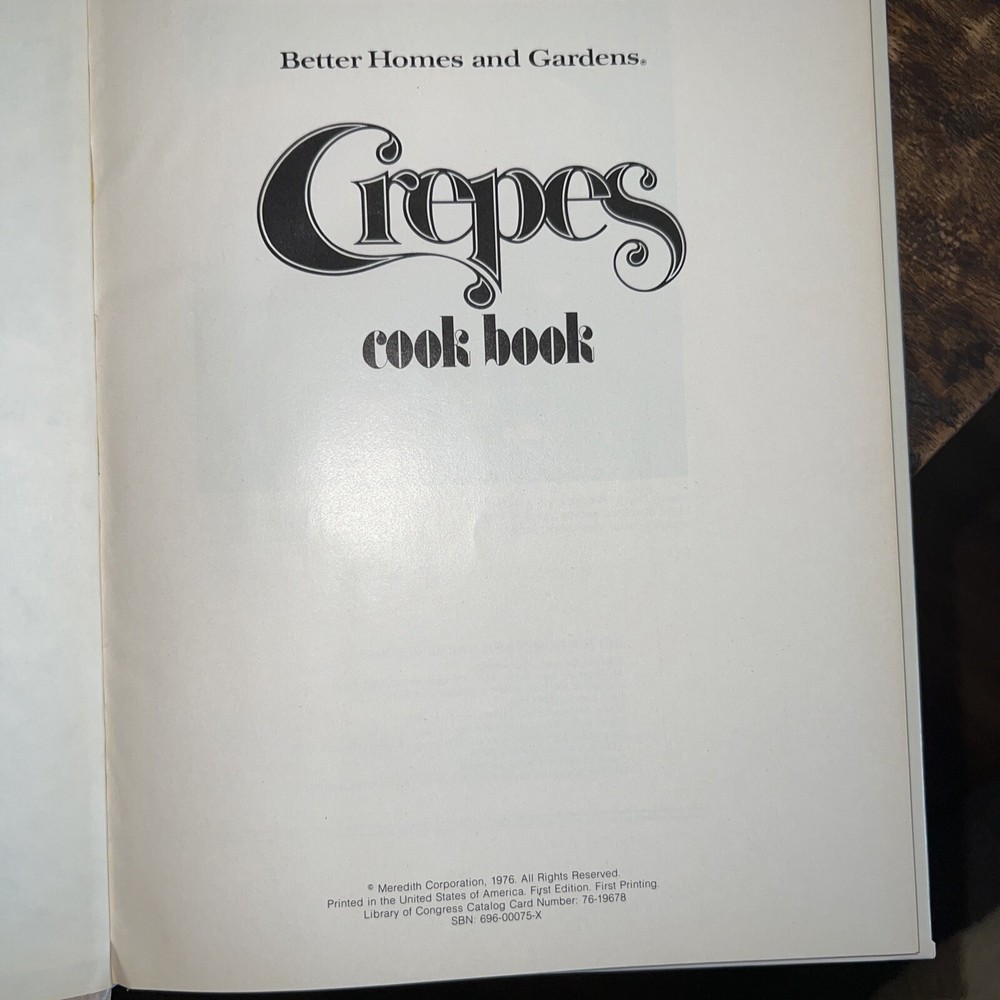 Better Homes and Gardens®
Crepes
cook book
© Meredith Corporation, 1976. All Rights Reserved.
Printed in the United States of America. First Edition. First Printing.
Library of Congress Catalog Card Number: 76-19678
SBN: 696-00075-X